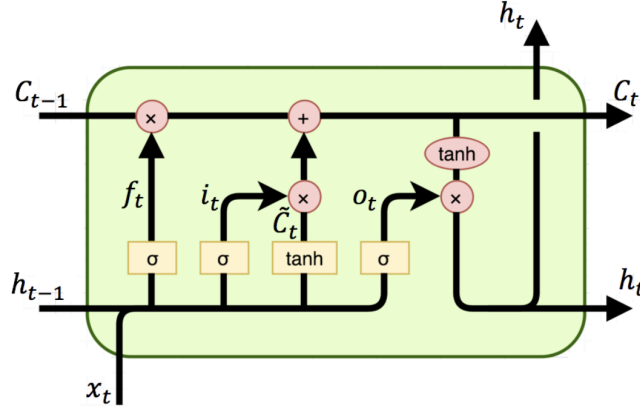 h_t
C_{t-1} × + C_t
tanh
f_t i_t × o_t ×
C̃_t
σ σ tanh σ
h_{t-1} h_t
x_t